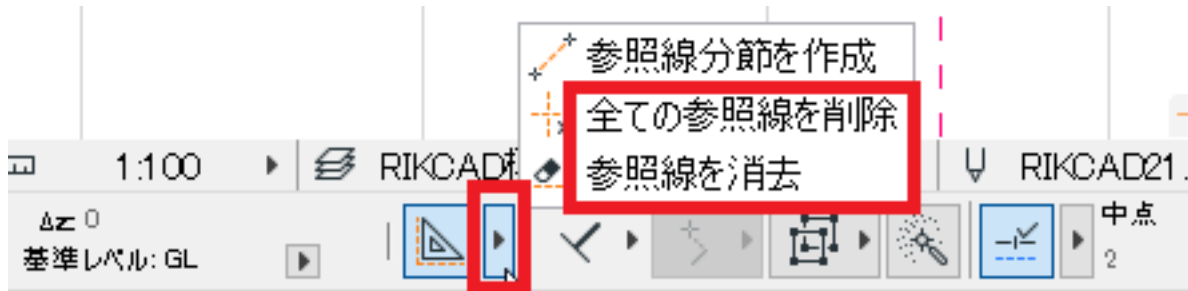 参照線分節を作成
全ての参照線を削除
参照線を消去
1:100
RIKCAD
RIKCAD21.
Δz 0
基準レベル: GL
中点
2